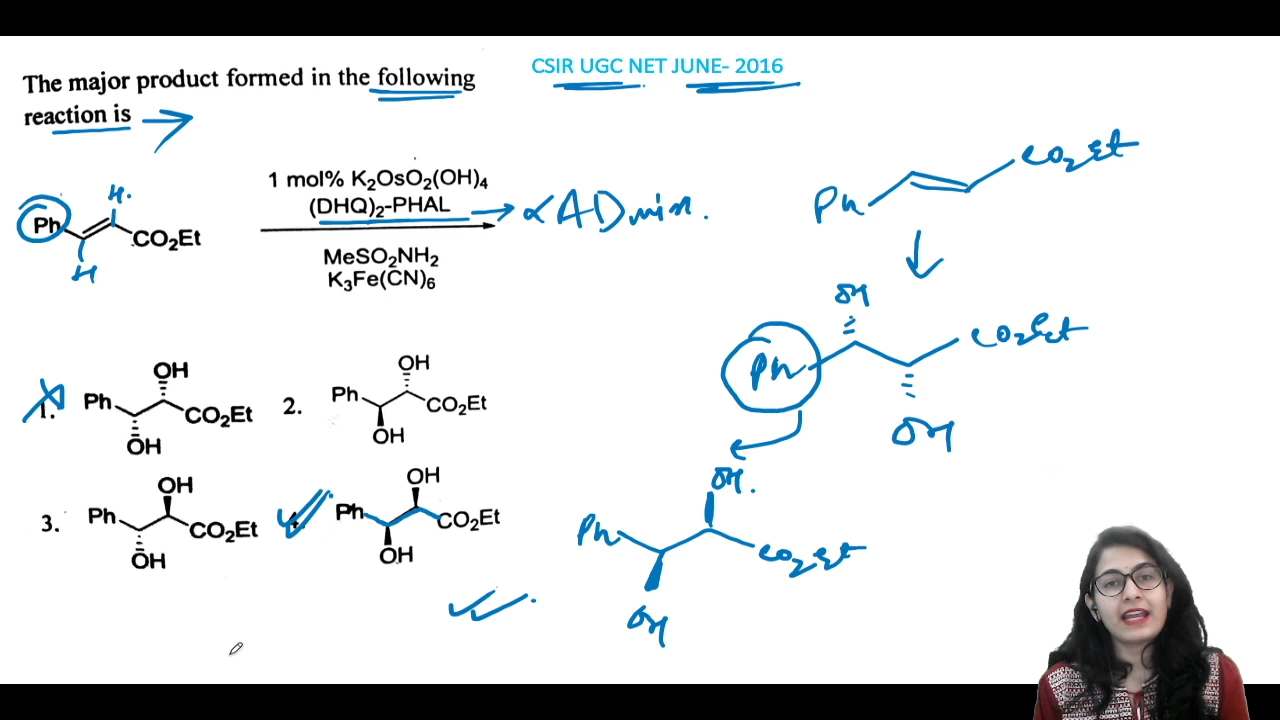 The major product formed in the following
reaction is
CSIR UGC NET JUNE- 2016
H.
Ph
CO₂Et
H
1 mol% K₂OsO₂(OH)₄
(DHQ)₂-PHAL
MeSO₂NH₂
K₃Fe(CN)₆
α AD mix.
Ph
CO₂Et
OH
Ph
CO₂Et
OH
1.
OH
Ph
CO₂Et
OH
2.
OH
Ph
CO₂Et
OH
3.
OH
Ph
CO₂Et
OH
4.
OH
Ph
CO₂Et
OH
OH.
Ph
CO₂Et
OH